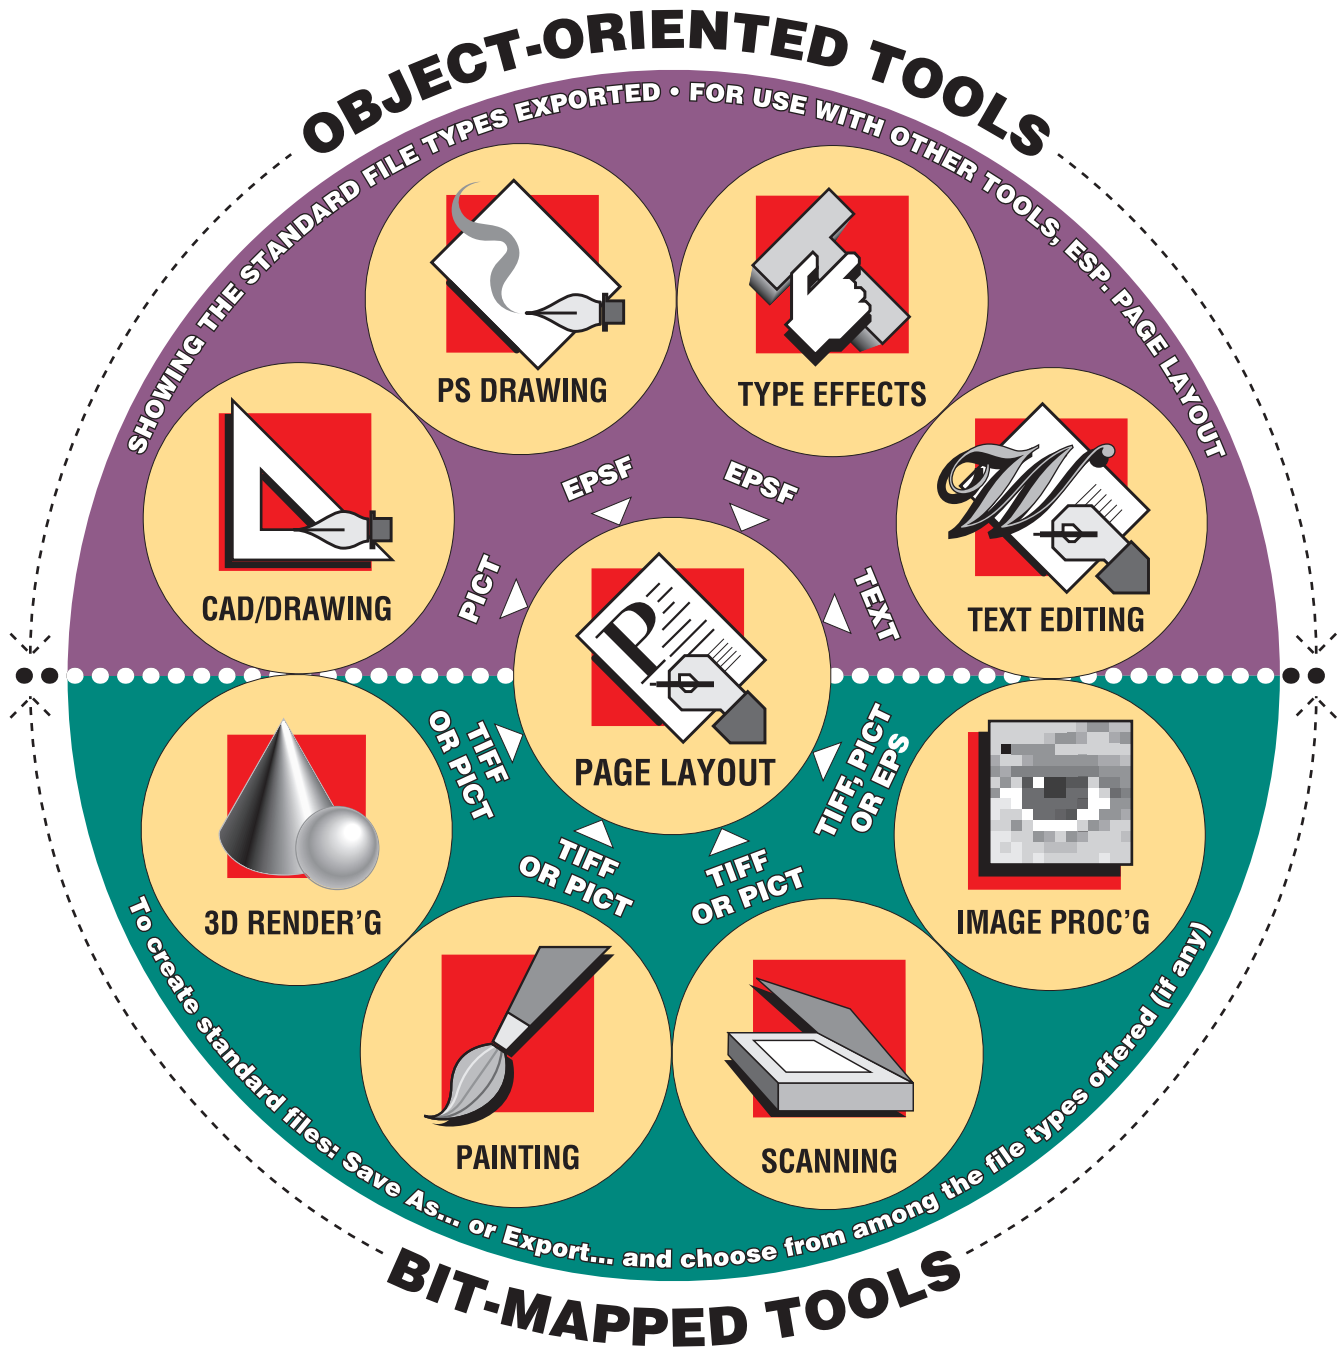 OBJECT-ORIENTED TOOLS
SHOWING THE STANDARD FILE TYPES EXPORTED • FOR USE WITH OTHER TOOLS, ESP. PAGE LAYOUT
PS DRAWING
TYPE EFFECTS
EPSF
EPSF
CAD/DRAWING
PICT
TEXT
TEXT EDITING
P
PAGE LAYOUT
TIFF
OR PICT
TIFF, PICT
OR EPS
3D RENDER'G
TIFF
OR PICT
TIFF
OR PICT
IMAGE PROC'G
PAINTING
SCANNING
To create standard files: Save As... or Export... and choose from among the file types offered (if any)
BIT-MAPPED TOOLS